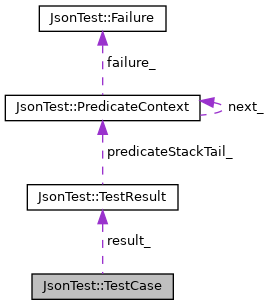 JsonTest::Failure
failure_
JsonTest::PredicateContext
next_
predicateStackTail_
JsonTest::TestResult
result_
JsonTest::TestCase